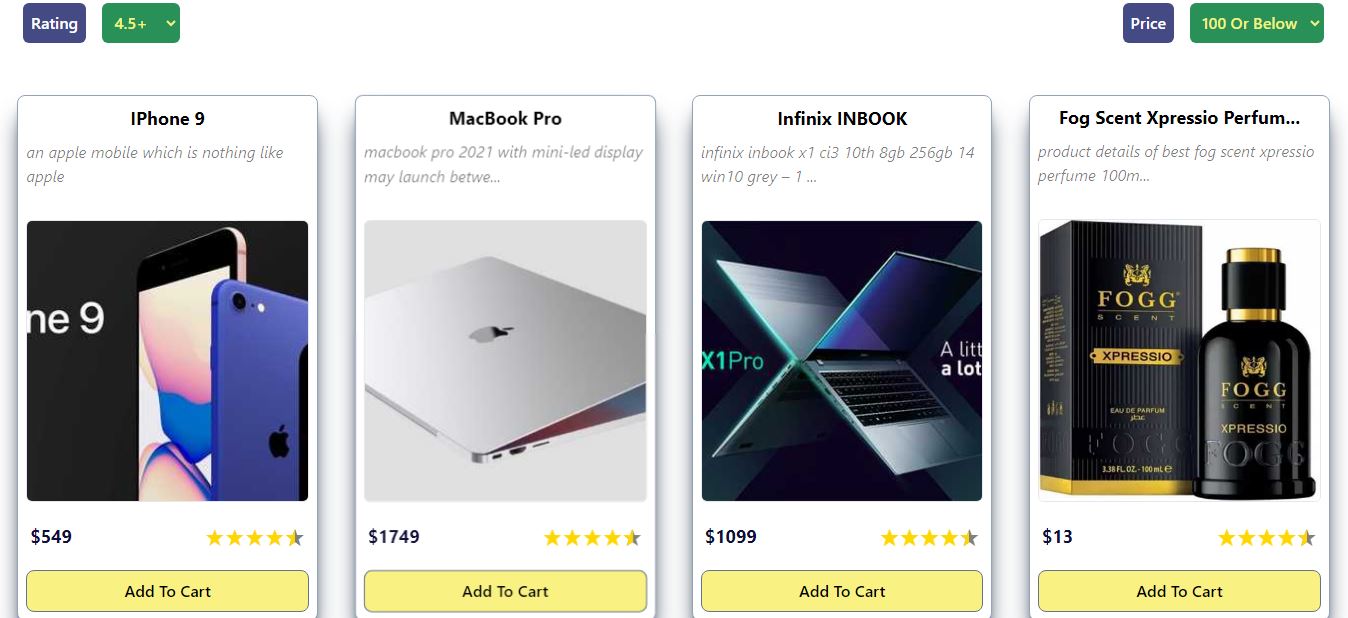 Rating 4.5+ Price 100 Or Below
IPhone 9
an apple mobile which is nothing like
apple
ne 9
$549
Add To Cart
MacBook Pro
macbook pro 2021 with mini-led display
may launch betwe...
$1749
Add To Cart
Infinix INBOOK
infinix inbook x1 ci3 10th 8gb 256gb 14
win10 grey – 1 ...
X1Pro
A litt
a lot
$1099
Add To Cart
Fog Scent Xpressio Perfum...
product details of best fog scent xpressio
perfume 100m...
FOGG
SCENT
XPRESSIO
EAU DE PARFUM
عطر
FOGG
3.38 FL. OZ. - 100 mL e
FOGG
SCENT
XPRESSIO
FOGG
$13
Add To Cart